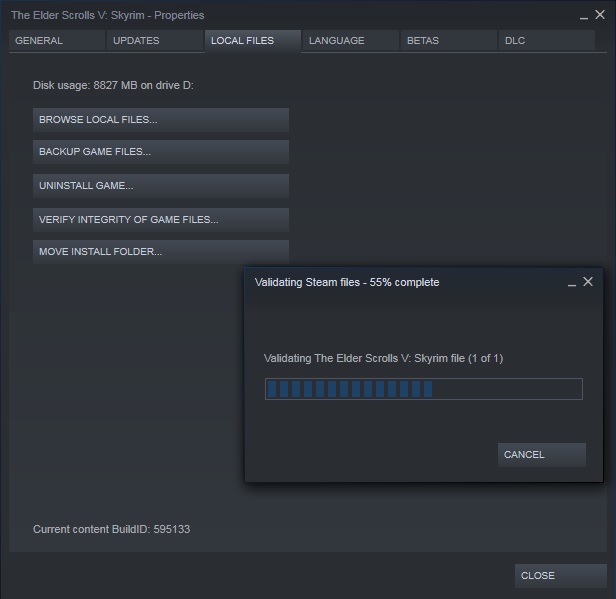 The Elder Scrolls V: Skyrim - Properties
GENERAL UPDATES LOCAL FILES LANGUAGE BETAS DLC
Disk usage: 8827 MB on drive D:
BROWSE LOCAL FILES...
BACKUP GAME FILES...
UNINSTALL GAME...
VERIFY INTEGRITY OF GAME FILES...
MOVE INSTALL FOLDER...
Validating Steam files - 55% complete
Validating The Elder Scrolls V: Skyrim file (1 of 1)
CANCEL
Current content BuildID: 595133
CLOSE